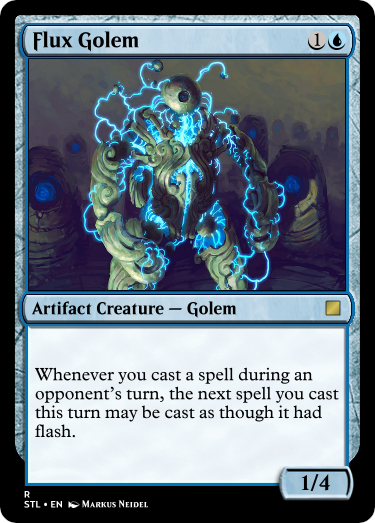 Flux Golem 1
Artifact Creature — Golem
Whenever you cast a spell during an
opponent's turn, the next spell you cast
this turn may be cast as though it had
flash.
1/4
R
STL • EN Markus Neidel